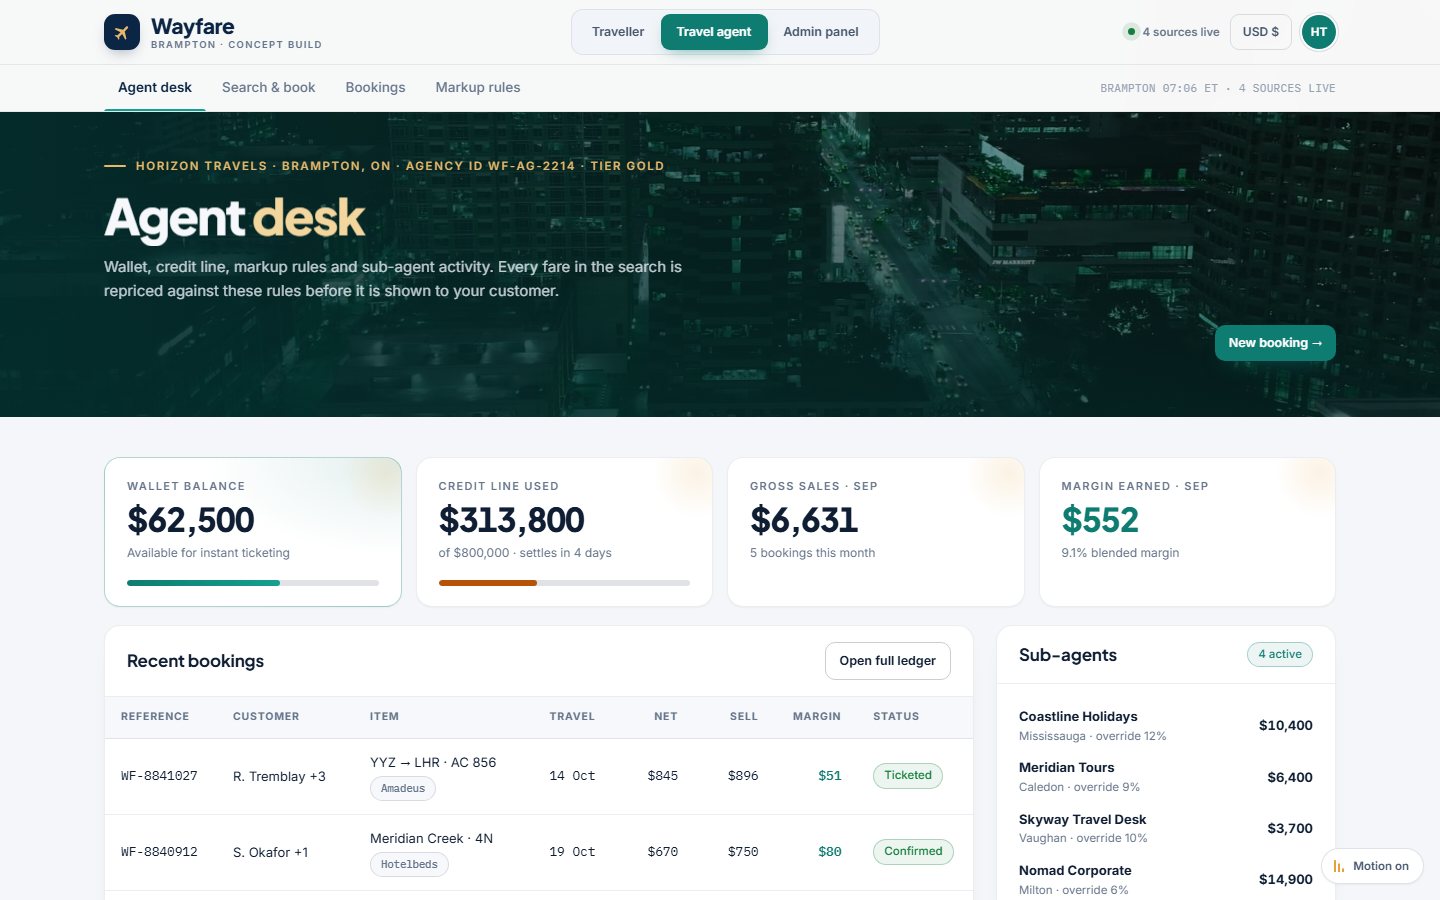 Wayfare
BRAMPTON · CONCEPT BUILD
Traveller
Travel agent
Admin panel
4 sources live
USD $
HT
Agent desk
Search & book
Bookings
Markup rules
BRAMPTON 07:06 ET · 4 SOURCES LIVE
HORIZON TRAVELS · BRAMPTON, ON · AGENCY ID WF-AG-2214 · TIER GOLD
Agent desk
Wallet, credit line, markup rules and sub-agent activity. Every fare in the search is
repriced against these rules before it is shown to your customer.
JW MARRIOTT
New booking →
WALLET BALANCE
$62,500
Available for instant ticketing
CREDIT LINE USED
$313,800
of $800,000 · settles in 4 days
GROSS SALES · SEP
$6,631
5 bookings this month
MARGIN EARNED · SEP
$552
9.1% blended margin
Recent bookings
Open full ledger
REFERENCE CUSTOMER ITEM TRAVEL NET SELL MARGIN STATUS
WF-8841027 R. Tremblay +3 YYZ → LHR · AC 856 14 Oct $845 $896 $51 Ticketed
Amadeus
WF-8840912 S. Okafor +1 Meridian Creek · 4N 19 Oct $670 $750 $80 Confirmed
Hotelbeds
Sub-agents
4 active
Coastline Holidays $10,400
Mississauga · override 12%
Meridian Tours $6,400
Caledon · override 9%
Skyway Travel Desk $3,700
Vaughan · override 10%
Nomad Corporate $14,900
Milton · override 6%
Motion on